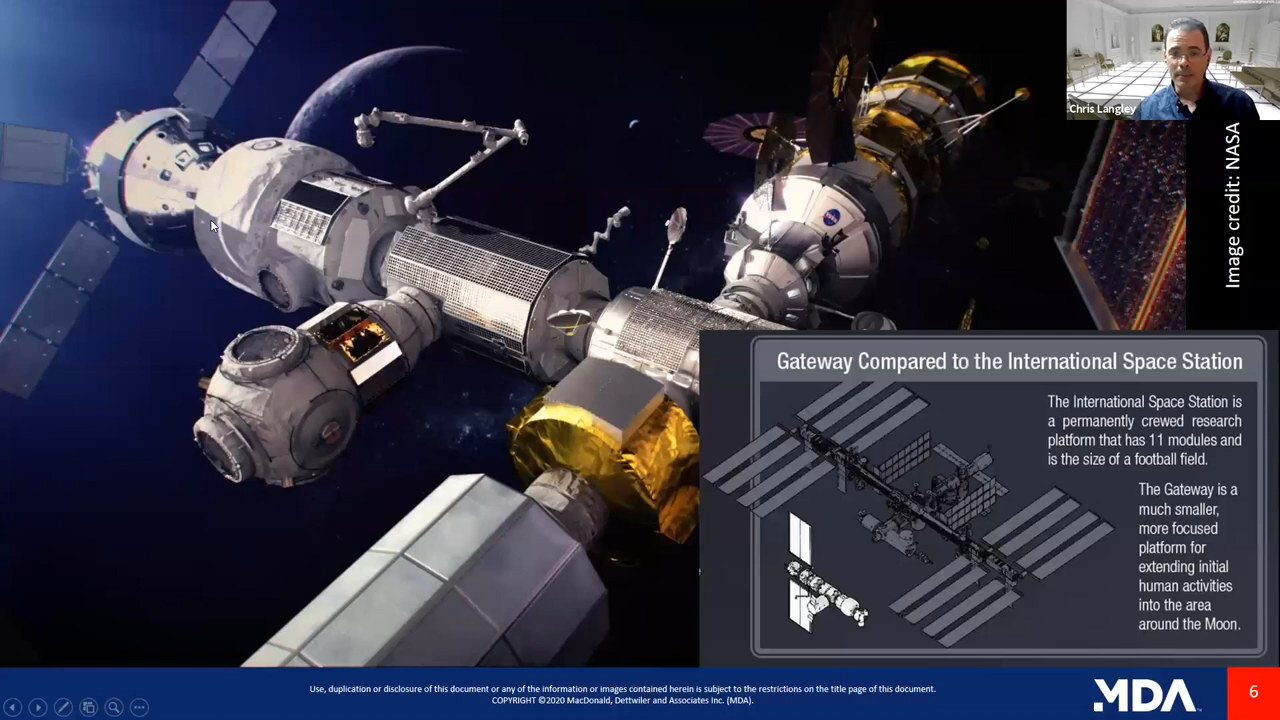 Chris Langley
Image credit: NASA
Gateway Compared to the International Space Station
The International Space Station is
a permanently crewed research
platform that has 11 modules and
is the size of a football field.
The Gateway is a
much smaller,
more focused
platform for
extending initial
human activities
into the area
around the Moon.
Use, duplication or disclosure of this document or any of the information or images contained herein is subject to the restrictions on the title page of this document.
COPYRIGHT ©2020 MacDonald, Dettwiler and Associates Inc. (MDA).
MDA
6